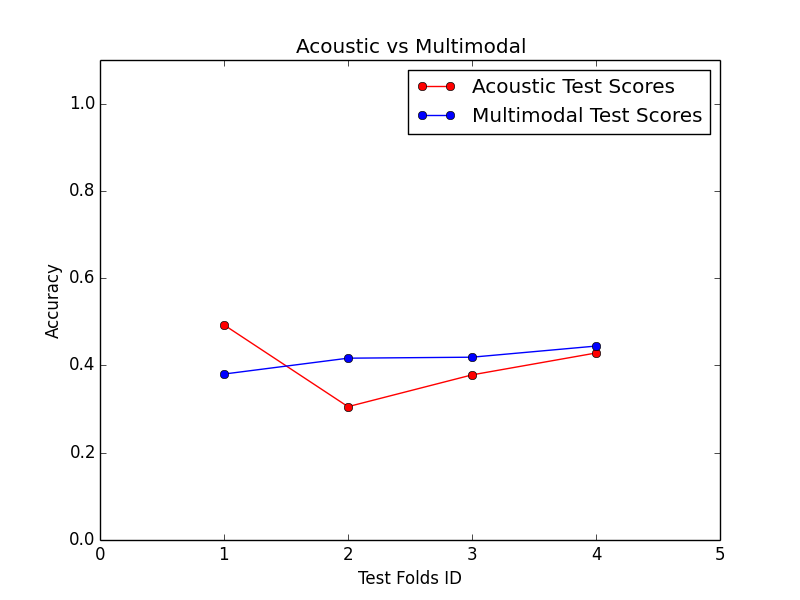 Acoustic vs Multimodal
Acoustic Test Scores
Multimodal Test Scores
1.0
0.8
0.6
0.4
0.2
0.0
Accuracy
0 1 2 3 4 5
Test Folds ID